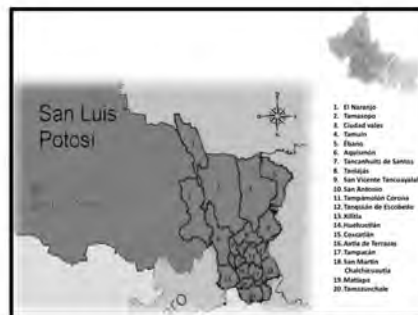 San Luis
Potosí
1. El Naranjo
2. Tamasopo
3. Ciudad valles
4. Tamuín
5. Ébano
6. Aquismón
7. Tancanhuits de Santos
8. Tanlajás
9. San Vicente Tancuayalab
10. San Antonio
11. Tampamolón Corona
12. Tanquián de Escobedo
13. Xilitla
14. Huehuetlán
15. Coxcatlán
16. Axtla de Terrazas
17. Tampacán
18. San Martín
Chalchicuautla
19. Matlapa
20. Tamazunchale